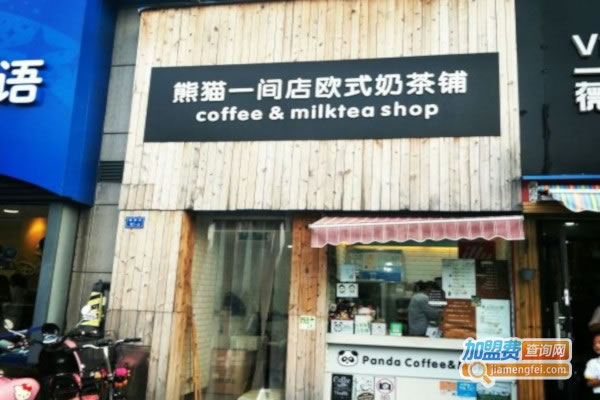 语
熊猫一间店欧式奶茶铺
coffee & milktea shop
V
薇
Panda Coffee&
加盟费查询网
jiamengfei.com